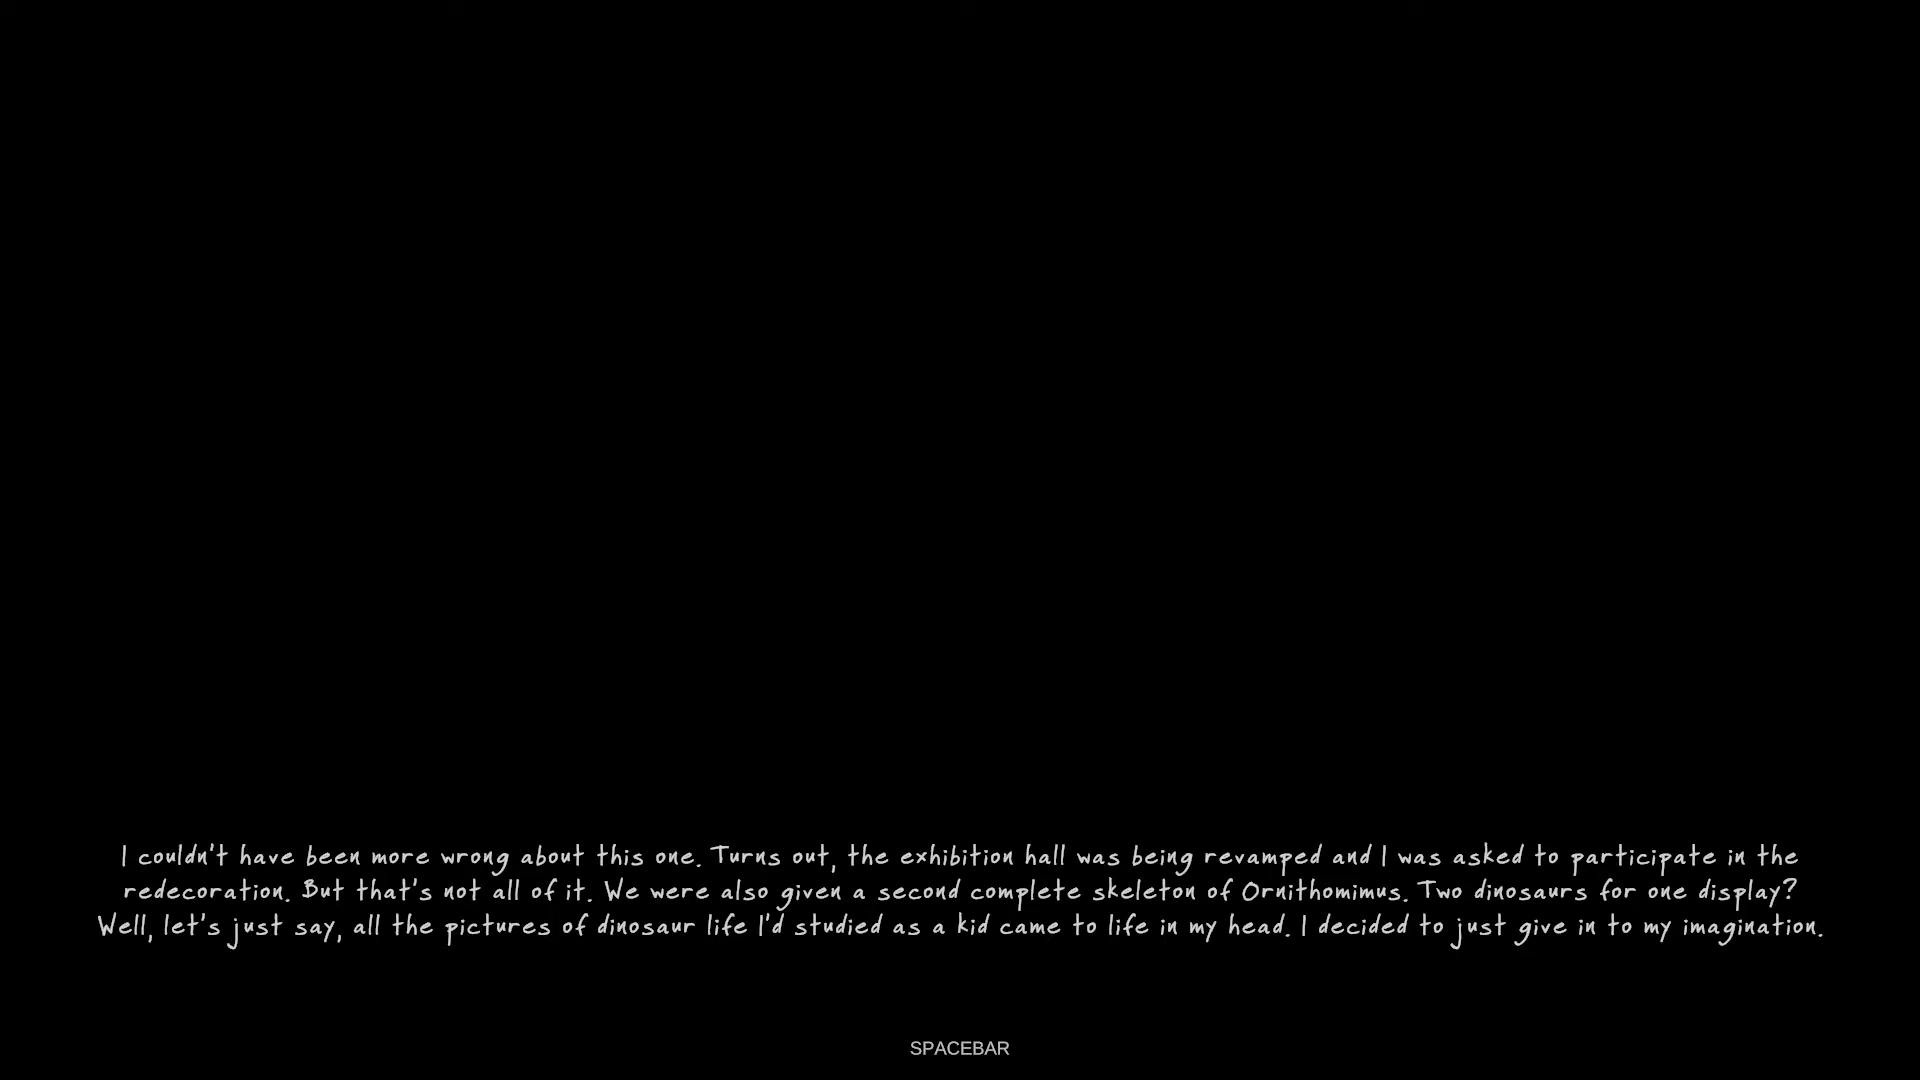 I couldn't have been more wrong about this one. Turns out, the exhibition hall was being revamped and I was asked to participate in the
redecoration. But that's not all of it. We were also given a second complete skeleton of Ornithomimus. Two dinosaurs for one display?
Well, let's just say, all the pictures of dinosaur life I'd studied as a kid came to life in my head. I decided to just give in to my imagination.
SPACEBAR